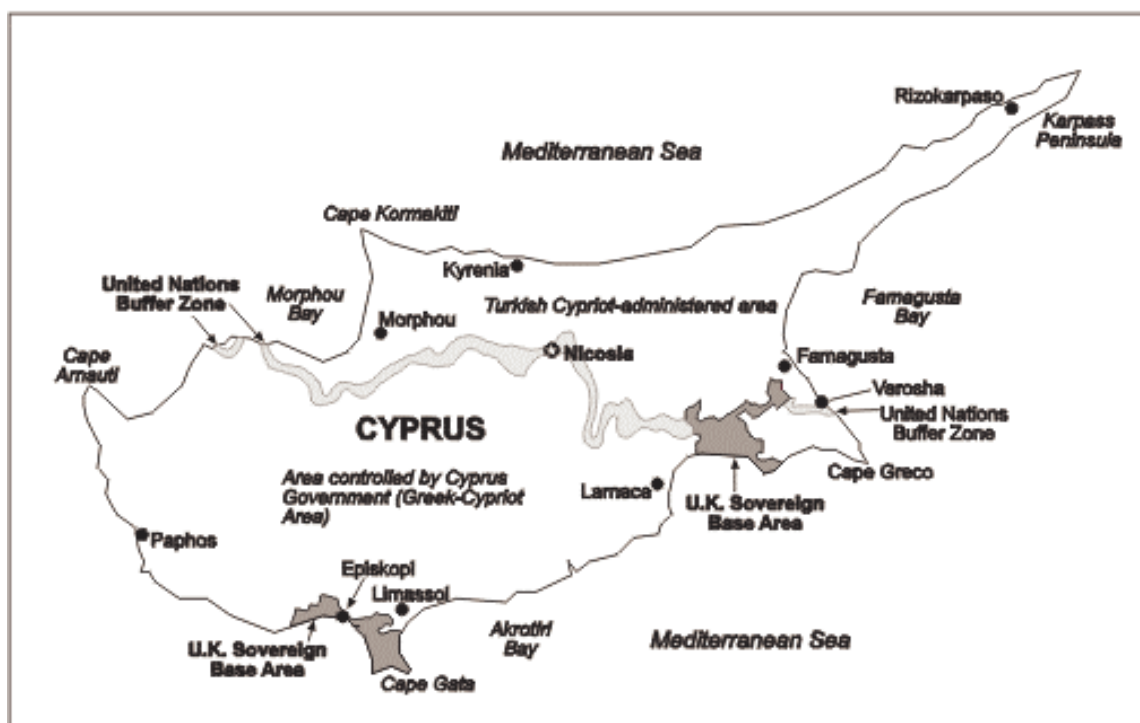 Rizokarpaso
Karpass
Peninsula
Mediterranean Sea
Cape Kormakiti
Kyrenia
United Nations
Buffer Zone
Morphou
Bay
Turkish Cypriot-administered area
Famagusta
Bay
Morphou
Cape
Arnauti
Nicosia
Famagusta
Varosha
United Nations
Buffer Zone
CYPRUS
Cape Greco
Area controlled by Cyprus
Government (Greek-Cypriot
Area)
Larnaca
U.K. Sovereign
Base Area
Paphos
Episkopi
Limassol
Akrotiri
Bay
Mediterranean Sea
U.K. Sovereign
Base Area
Cape Gata